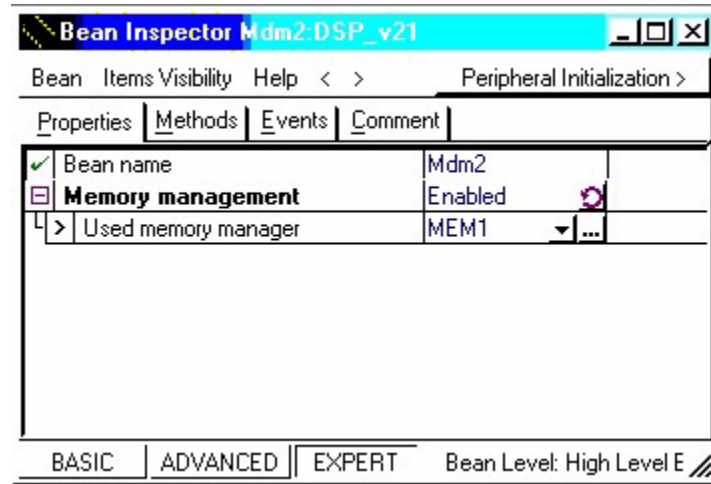 Bean Inspector Mdm2:DSP_v21
Bean Items Visibility Help < > Peripheral Initialization >
Properties Methods Events Comment
Bean name Mdm2
Memory management Enabled
> Used memory manager MEM1 ...
BASIC ADVANCED EXPERT Bean Level: High Level E